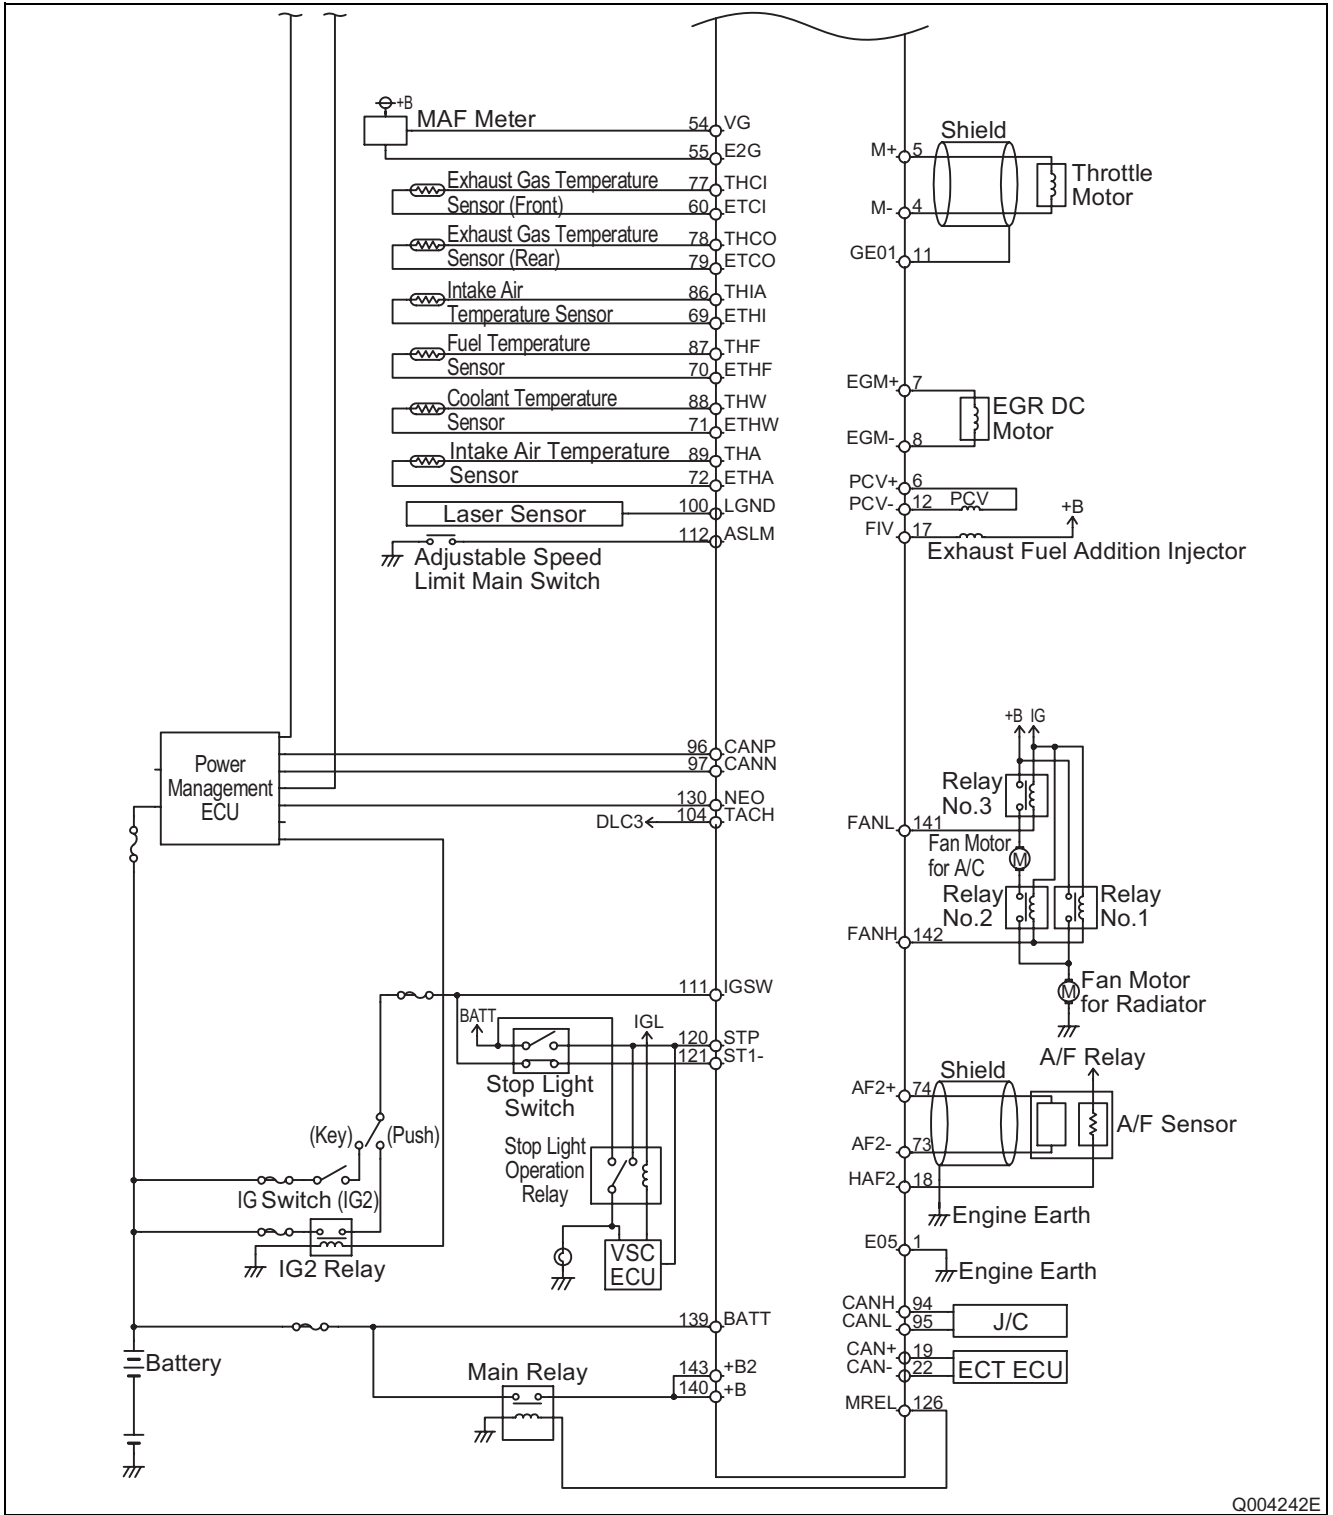 +B
MAF Meter
54 VG
55 E2G
Exhaust Gas Temperature
Sensor (Front)
77 THCI
60 ETCI
Exhaust Gas Temperature
Sensor (Rear)
78 THCO
79 ETCO
Intake Air
Temperature Sensor
86 THIA
69 ETHI
Fuel Temperature
Sensor
87 THF
70 ETHF
Coolant Temperature
Sensor
88 THW
71 ETHW
Intake Air Temperature
Sensor
89 THA
72 ETHA
Laser Sensor
100 LGND
112 ASLM
Adjustable Speed
Limit Main Switch
Power
Management
ECU
96 CANP
97 CANN
130 NEO
DLC3 104 TACH
111 IGSW
BATT
IGL
120 STP
121 ST1-
Stop Light
Switch
(Key) (Push)
Stop Light
Operation
Relay
IG Switch (IG2)
IG2 Relay
VSC
ECU
139 BATT
Battery
Main Relay
143 +B2
140 +B
Shield
M+ 5
M- 4
Throttle
Motor
GE01 11
EGM+ 7
EGM- 8
EGR DC
Motor
PCV+ 6
PCV- 12 PCV
FIV 17
+B
Exhaust Fuel Addition Injector
+B IG
Relay
No.3
FANL 141
Fan Motor
for A/C
M
Relay
No.2
Relay
No.1
FANH 142
M
Fan Motor
for Radiator
A/F Relay
Shield
AF2+ 74
AF2- 73
A/F Sensor
HAF2 18
Engine Earth
E05 1
Engine Earth
CANH 94
CANL 95
J/C
CAN+ 19
CAN- 22
ECT ECU
MREL 126
Q004242E